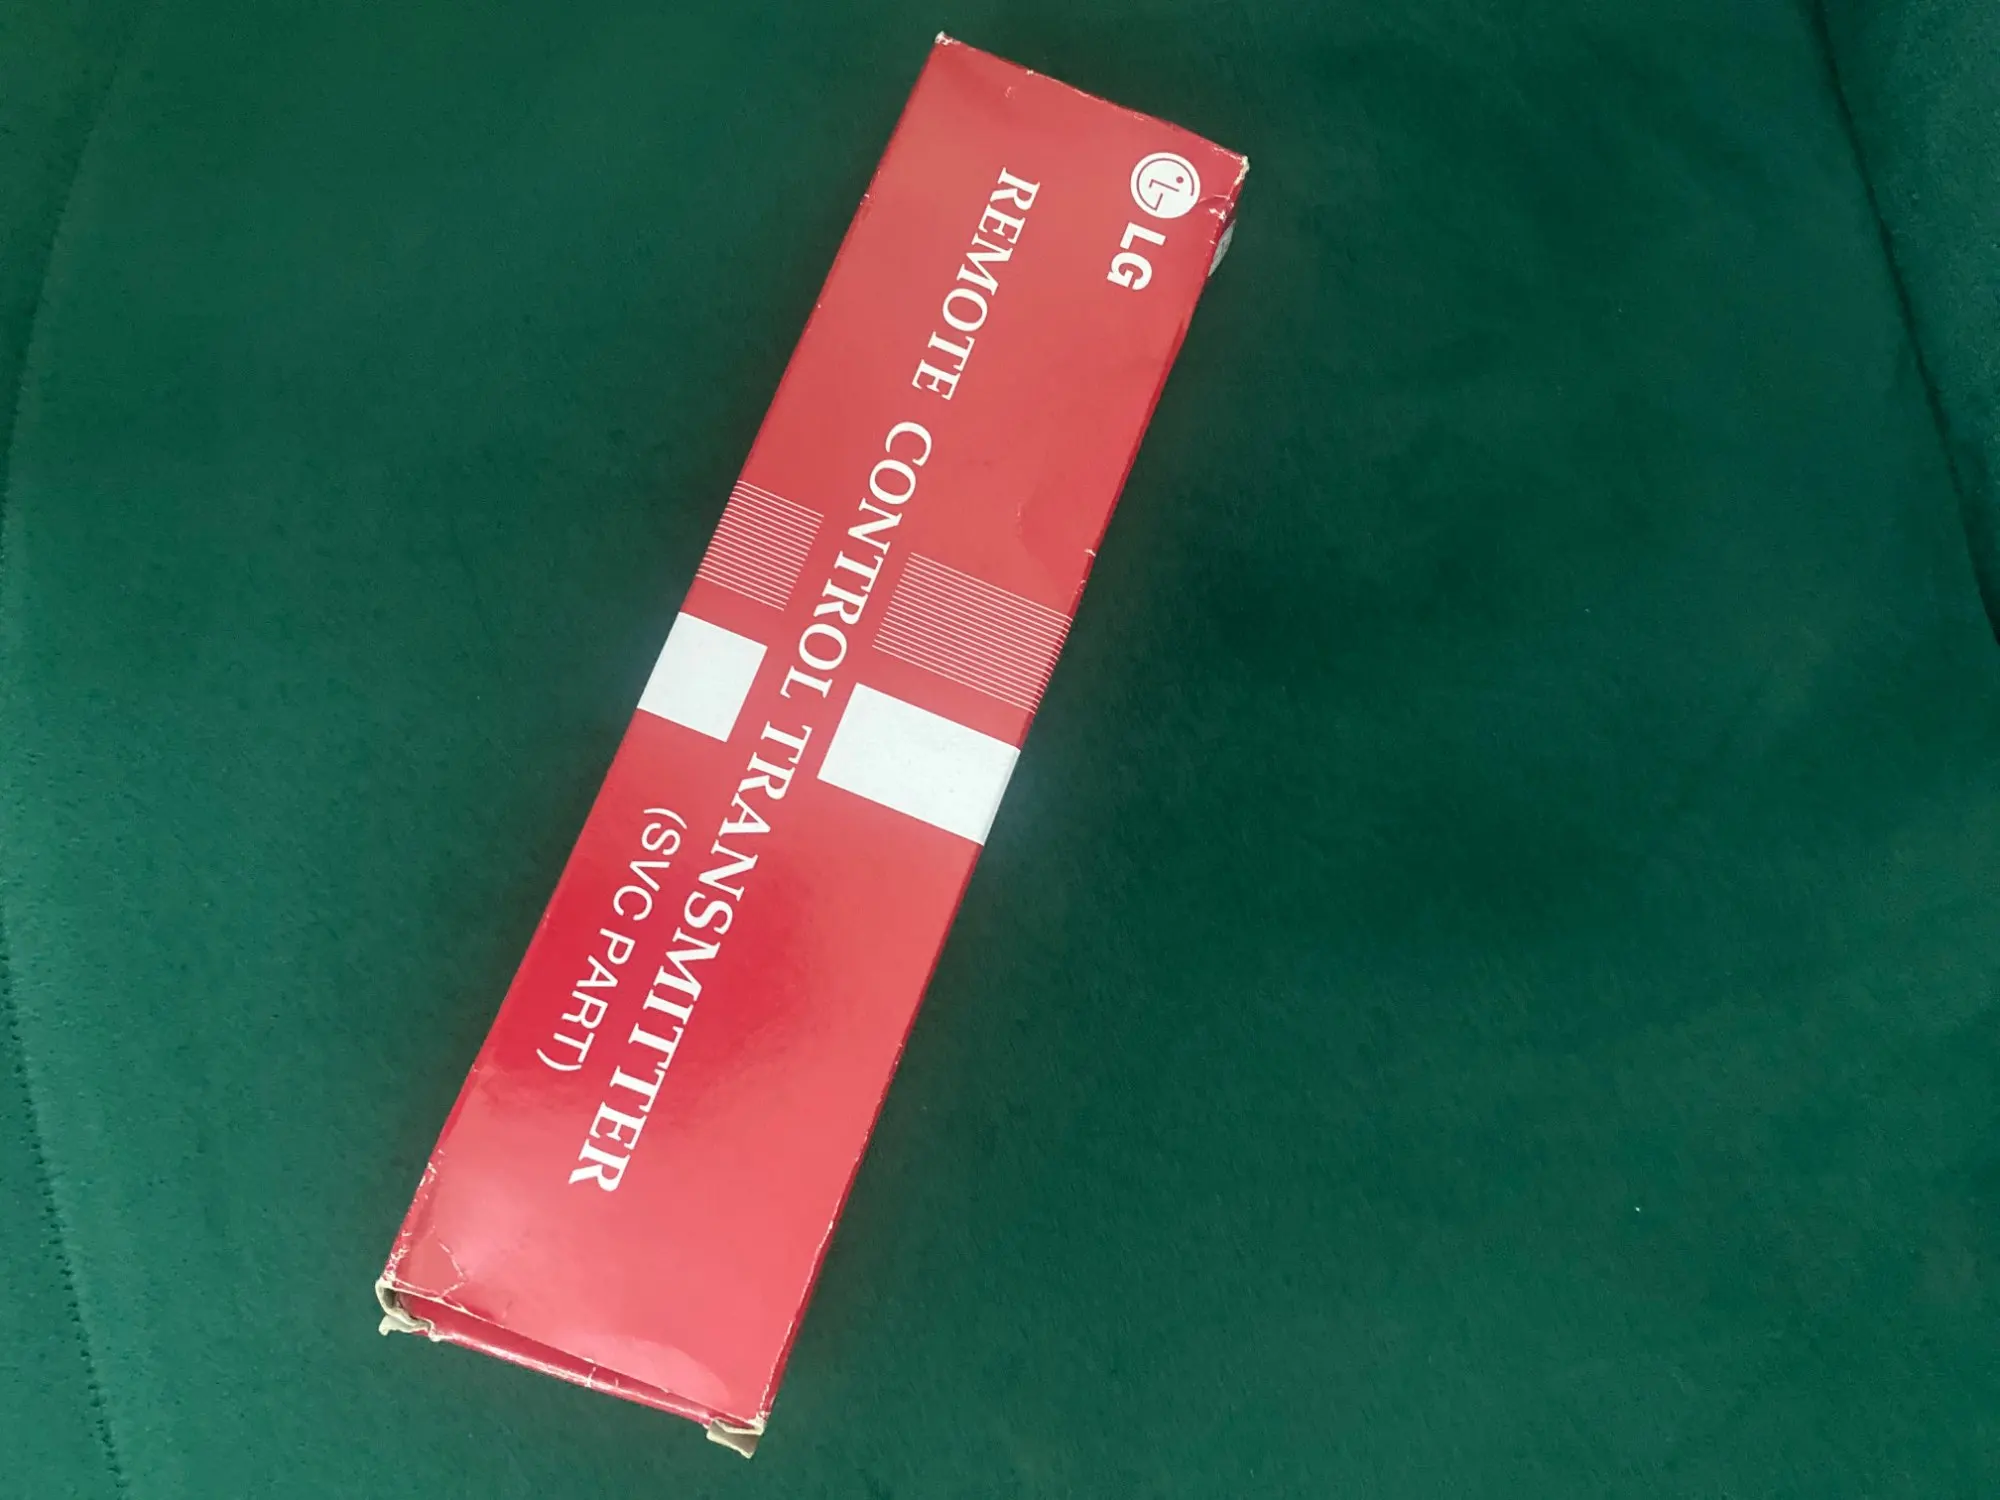 LG
REMOTE CONTROL TRANSMITTER
(SVC PART)